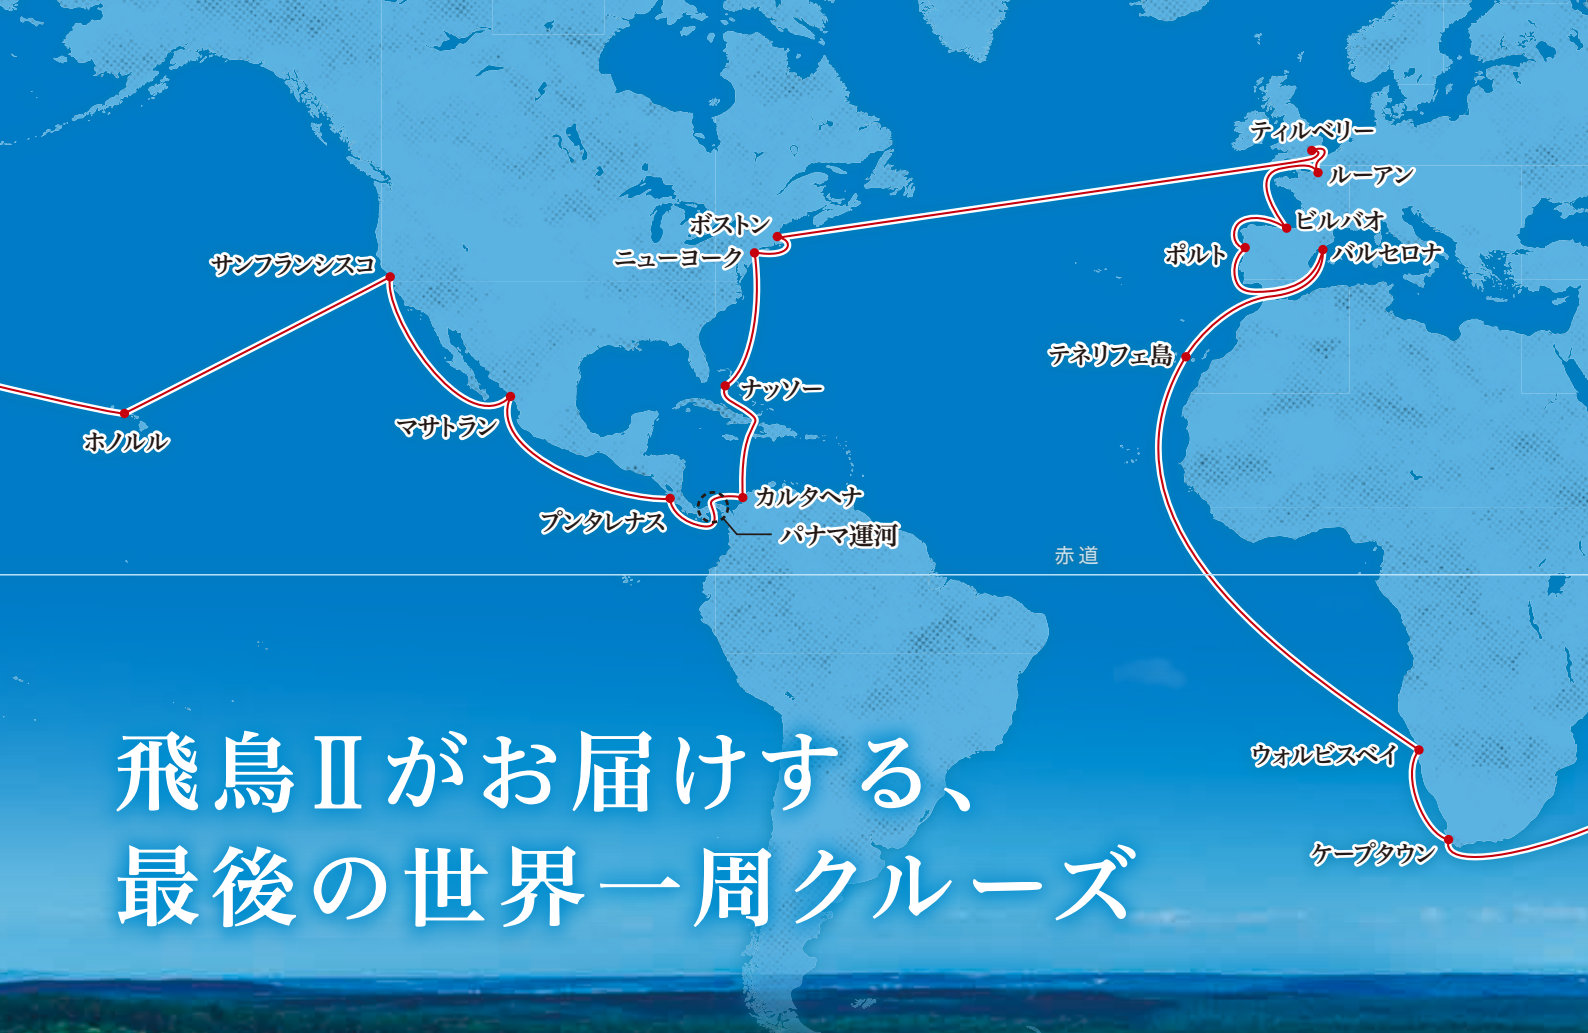 ティルベリー
ルーアン
ボストン
ビルバオ
ニューヨーク
ポルト
バルセロナ
サンフランシスコ
テネリフェ島
ナッソー
マサトラン
ホノルル
カルタヘナ
プンタレナス
パナマ運河
赤道
ウォルビスベイ
ケープタウン
飛鳥Ⅱがお届けする、
最後の世界一周クルーズ